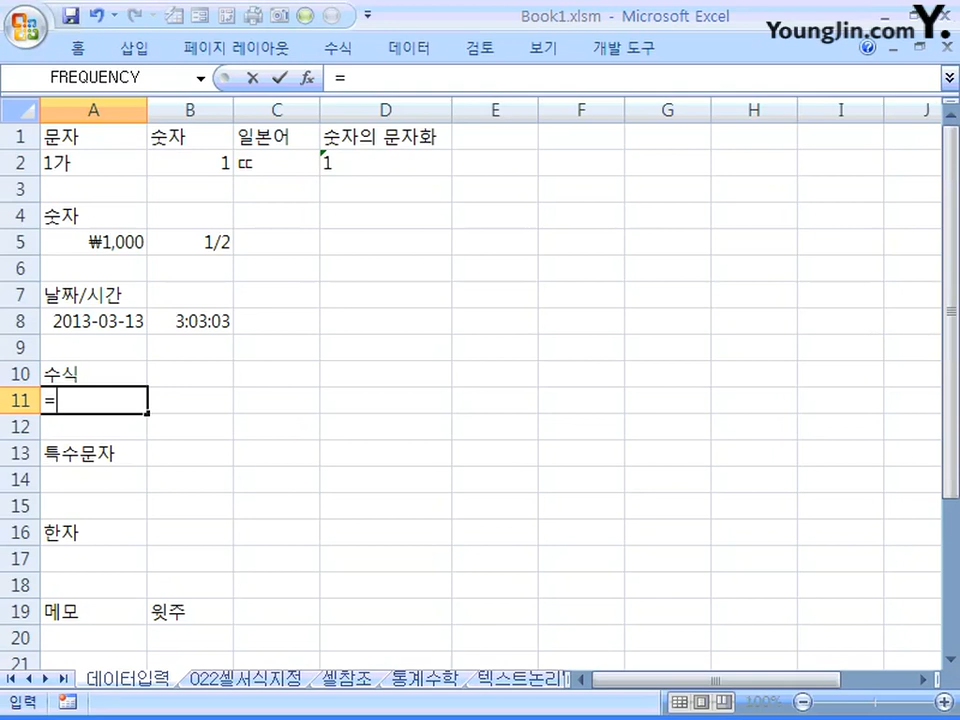 Book1.xlsm - Microsoft Excel
YoungJin.com Y.
홈 삽입 페이지 레이아웃 수식 데이터 검토 보기 개발 도구
FREQUENCY fx =
A B C D E F G H I J
1 문자 숫자 일본어 숫자의 문자화
2 1가 1 ㄸ 1
3
4 숫자
5 ₩1,000 1/2
6
7 날짜/시간
8 2013-03-13 3:03:03
9
10 수식
11 =
12
13 특수문자
14
15
16 한자
17
18
19 메모 윗주
20
21
데이터입력 022셀서식지정 셀참조 통계수학 텍스트논리
입력 100%